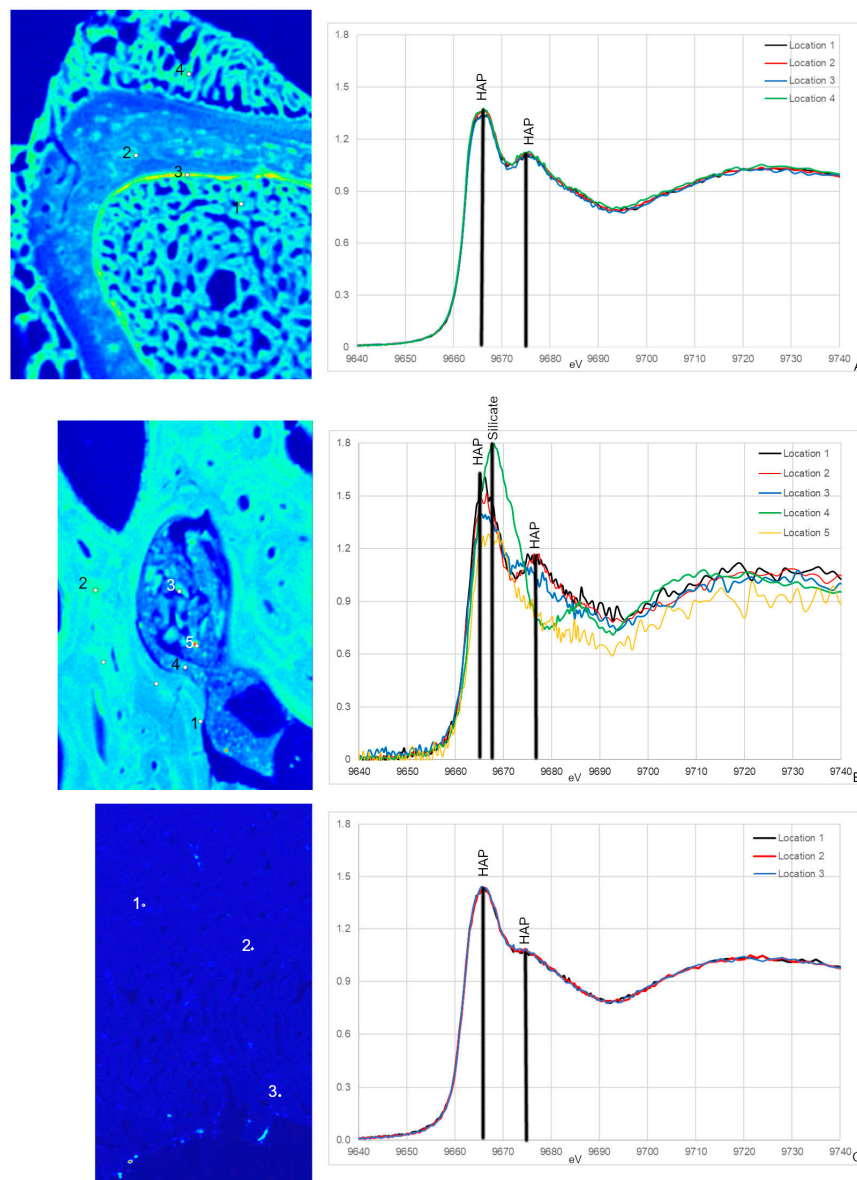 4
2
3
1
1.8
1.5
1.2
0.9
0.6
0.3
0
9640
9650
9660
9670
9680
9690
9700
9710
9720
9730
9740
eV
HAP
HAP
Location 1
Location 2
Location 3
Location 4
A
2
3
5
4
1
1.8
1.5
1.2
0.9
0.6
0.3
0
9640
9650
9660
9670
9680
9690
9700
9710
9720
9730
9740
eV
HAP
Silicate
HAP
Location 1
Location 2
Location 3
Location 4
Location 5
1
2
3
1.8
1.5
1.2
0.9
0.6
0.3
0.0
9640
9650
9660
9670
9680
9690
9700
9710
9720
9730
9740
eV
HAP
HAP
Location 1
Location 2
Location 3